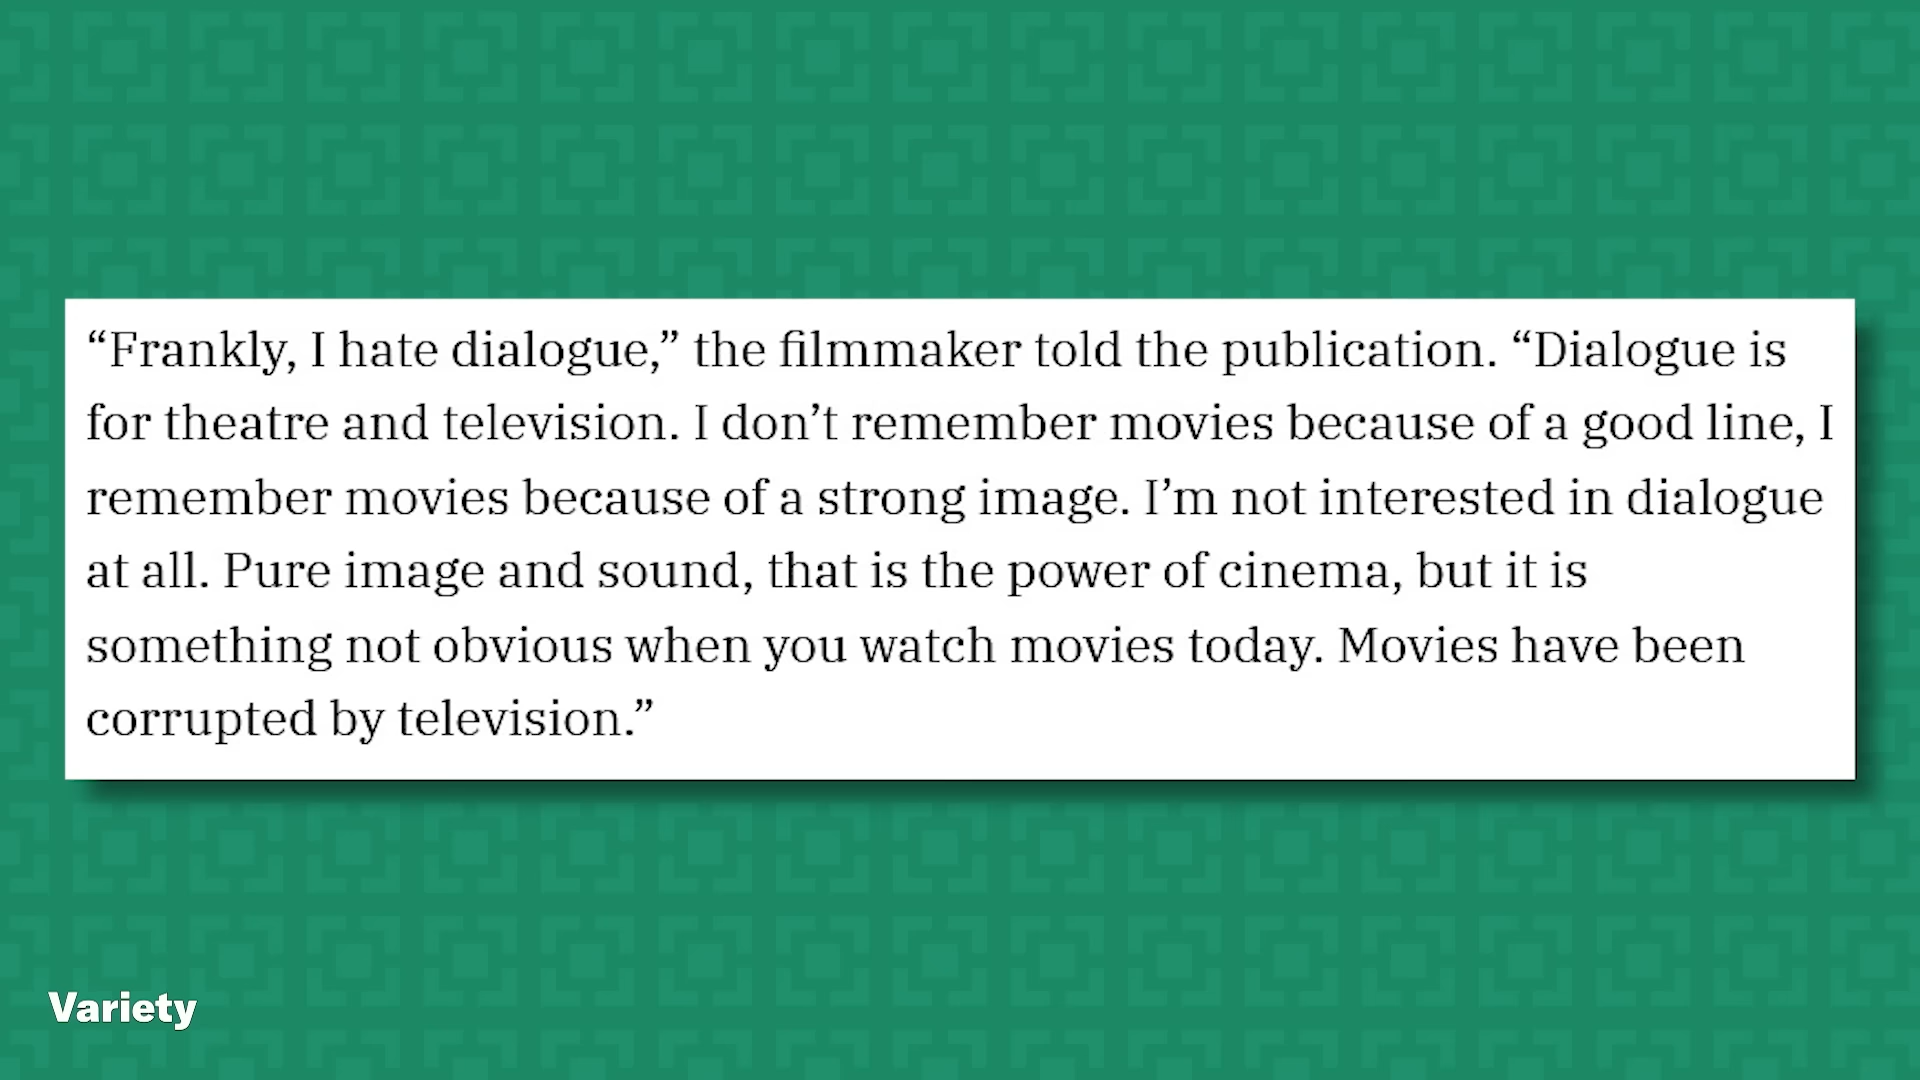 “Frankly, I hate dialogue,” the filmmaker told the publication. “Dialogue is
for theatre and television. I don’t remember movies because of a good line, I
remember movies because of a strong image. I’m not interested in dialogue
at all. Pure image and sound, that is the power of cinema, but it is
something not obvious when you watch movies today. Movies have been
corrupted by television.”
Variety